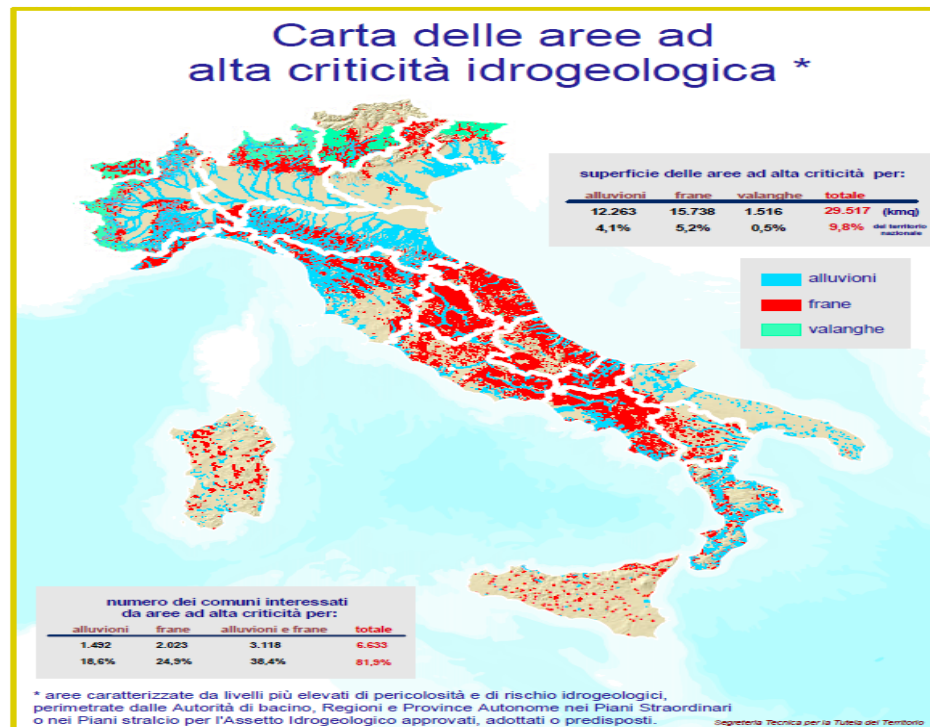 Carta delle aree ad
alta criticità idrogeologica *
superficie delle aree ad alta criticità per:
alluvioni frane valanghe totale
12.263 15.738 1.516 29.517 (kmq)
4,1% 5,2% 0,5% 9,8% del territorio
nazionale
alluvioni
frane
valanghe
numero dei comuni interessati
da aree ad alta criticità per:
alluvioni frane alluvioni e frane totale
1.492 2.023 3.118 6.633
18,6% 24,9% 38,4% 81,9%
* aree caratterizzate da livelli più elevati di pericolosità e di rischio idrogeologici,
perimetrate dalle Autorità di bacino, Regioni e Province Autonome nei Piani Straordinari
o nei Piani stralcio per l'Assetto Idrogeologico approvati, adottati o predisposti.
Segreteria Tecnica per la Tutela del Territorio